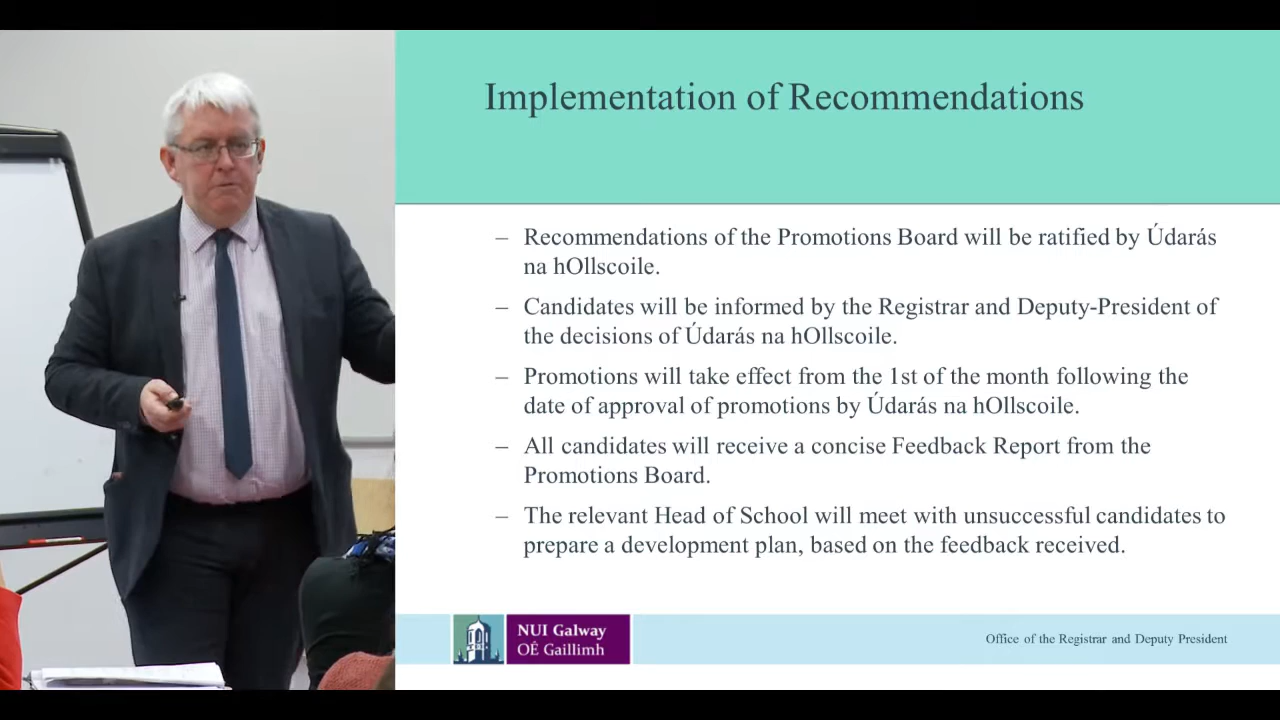 Implementation of Recommendations
– Recommendations of the Promotions Board will be ratified by Údarás
na hOllscoile.
– Candidates will be informed by the Registrar and Deputy-President of
the decisions of Údarás na hOllscoile.
– Promotions will take effect from the 1st of the month following the
date of approval of promotions by Údarás na hOllscoile.
– All candidates will receive a concise Feedback Report from the
Promotions Board.
– The relevant Head of School will meet with unsuccessful candidates to
prepare a development plan, based on the feedback received.
NUI Galway
OÉ Gaillimh
Office of the Registrar and Deputy President